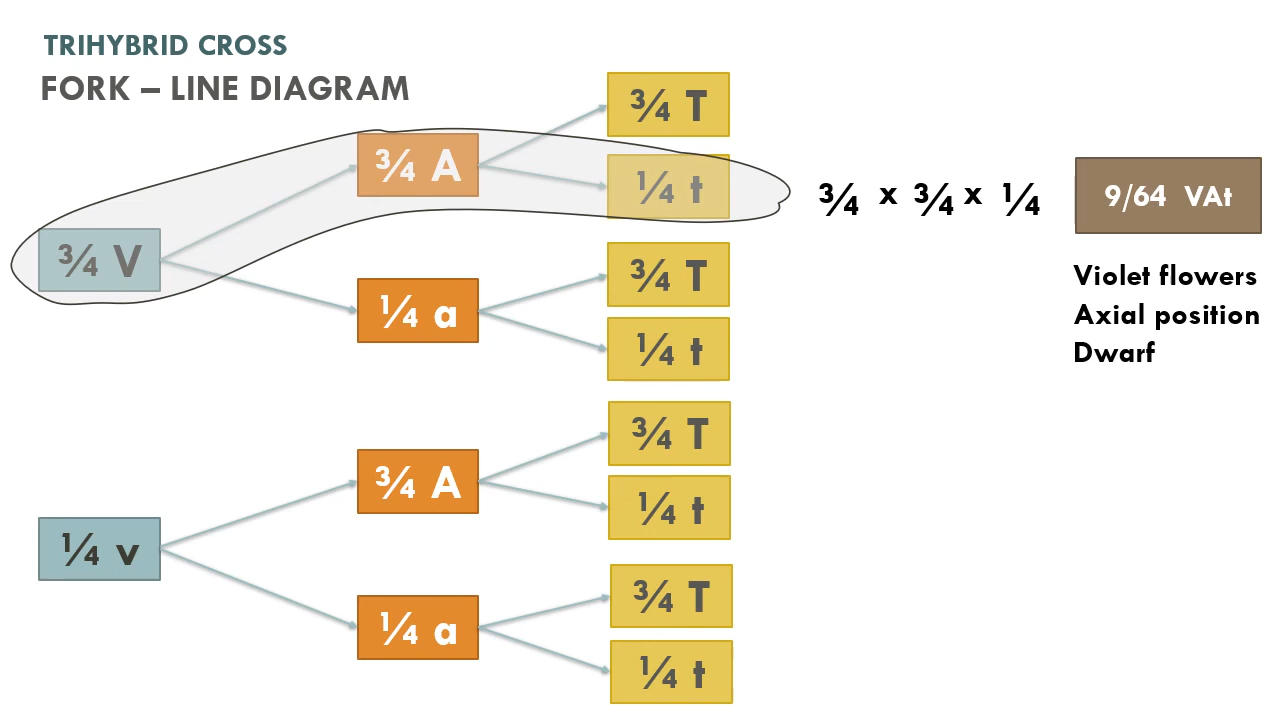 TRIHYBRID CROSS
FORK – LINE DIAGRAM
¾ T
¾ A
¼ t
¾ x ¾ x ¼
9/64 VAt
¾ V
¾ T
Violet flowers
¼ a
Axial position
¼ t
Dwarf
¾ T
¾ A
¼ t
¼ v
¾ T
¼ a
¼ t